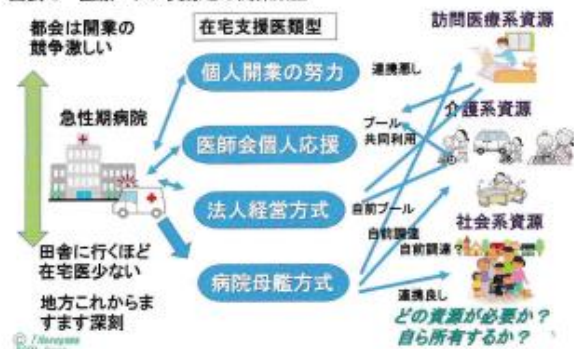 都会は開業の
競争激しい
急性期病院
田舎に行くほど
在宅医少ない
地方これからま
すます深刻
在宅支援医類型
個人開業の努力
医師会個人応援
法人経営方式
病院母艦方式
連携悪し
プール
共同利用
自前プール
自前調達
自前調達?
連携良し
訪問医療系資源
介護系資源
社会系資源
どの資源が必要か?
自ら所有するか?